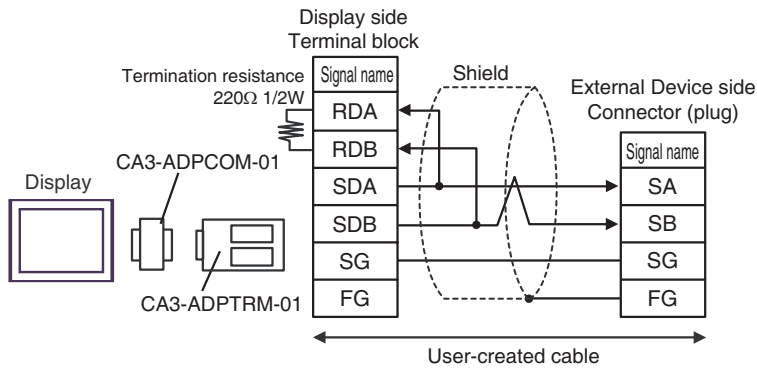 Display side
Terminal block
Termination resistance
220Ω 1/2W
Signal name
Shield
External Device side
Connector (plug)
RDA
RDB
Signal name
CA3-ADPCOM-01
Display
SDA
SA
SDB
SB
SG
SG
CA3-ADPTRM-01
FG
FG
User-created cable